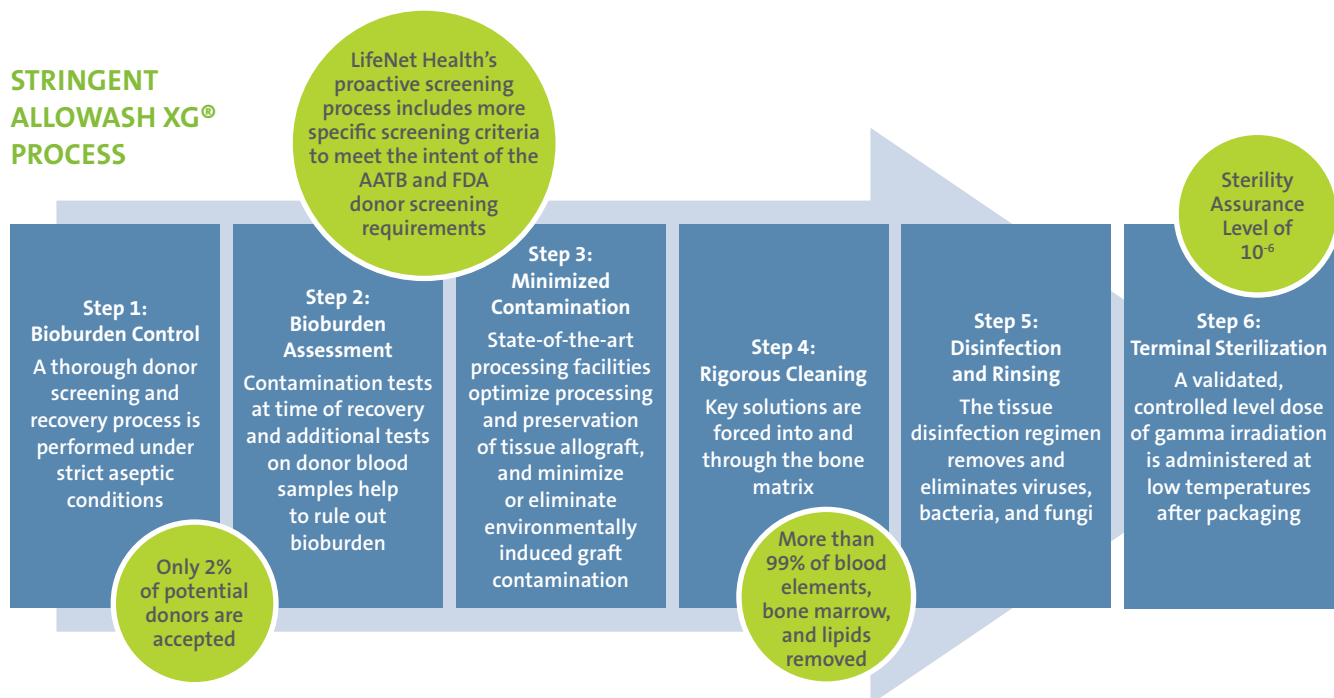 STRINGENT
ALLOWASH XG®
PROCESS
LifeNet Health’s
proactive screening
process includes more
specific screening criteria
to meet the intent of the
AATB and FDA
donor screening
requirements
Sterility
Assurance
Level of
10⁻⁶
Step 1:
Bioburden Control
A thorough donor
screening and
recovery process is
performed under
strict aseptic
conditions
Only 2%
of potential
donors are
accepted
Step 2:
Bioburden
Assessment
Contamination tests
at time of recovery
and additional tests
on donor blood
samples help
to rule out
bioburden
Step 3:
Minimized
Contamination
State-of-the-art
processing facilities
optimize processing
and preservation
of tissue allograft,
and minimize
or eliminate
environmentally
induced graft
contamination
Step 4:
Rigorous Cleaning
Key solutions are
forced into and
through the bone
matrix
More than
99% of blood
elements,
bone marrow,
and lipids
removed
Step 5:
Disinfection
and Rinsing
The tissue
disinfection regimen
removes and
eliminates viruses,
bacteria, and fungi
Step 6:
Terminal Sterilization
A validated,
controlled level dose
of gamma irradiation
is administered at
low temperatures
after packaging